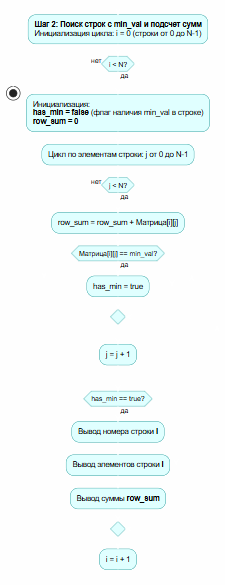 Шаг 2: Поиск строк с min_val и подсчет сумм
Инициализация цикла: i = 0 (строки от 0 до N-1)
нет
i < N?
да
Инициализация:
has_min = false (флаг наличия min_val в строке)
row_sum = 0
Цикл по элементам строки: j от 0 до N-1
нет
j < N?
да
row_sum = row_sum + Матрица[i][j]
Матрица[i][j] == min_val?
да
has_min = true
j = j + 1
has_min == true?
да
Вывод номера строки I
Вывод элементов строки I
Вывод суммы row_sum
i = i + 1